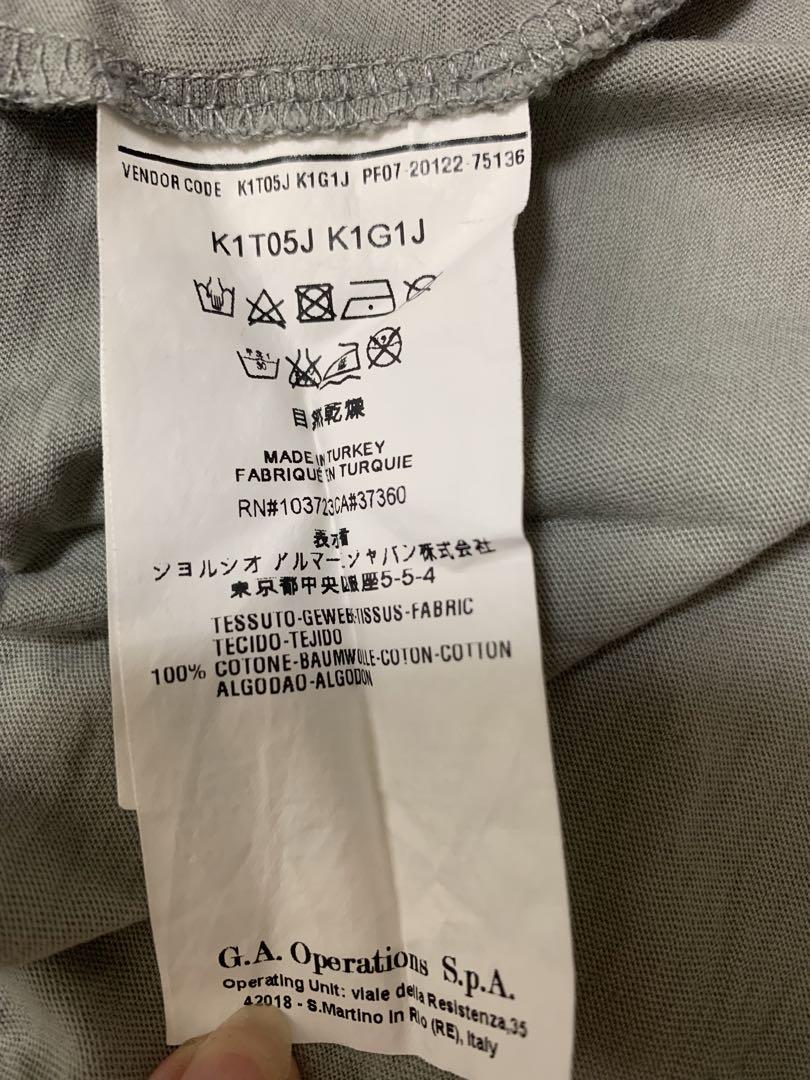 VENDOR CODE K1T05J K1G1J PF07-20122-75136
K1T05J K1G1J
自然乾燥
MADE IN TURKEY
FABRIQUE EN TURQUIE
RN#103723CA#37360
表示者
ジョルジオ アルマーニジャパン株式会社
東京都中央区銀座5-5-4
TESSUTO-GEWEBE-TISSUS-FABRIC
TECIDO-TEJIDO
100% COTONE-BAUMWOLLE-COTON-COTTON
ALGODAO-ALGODON
G.A. Operations S.p.A.
Operating Unit: viale della Resistenza,35
42018 - S.Martino in Rio (RE), Italy